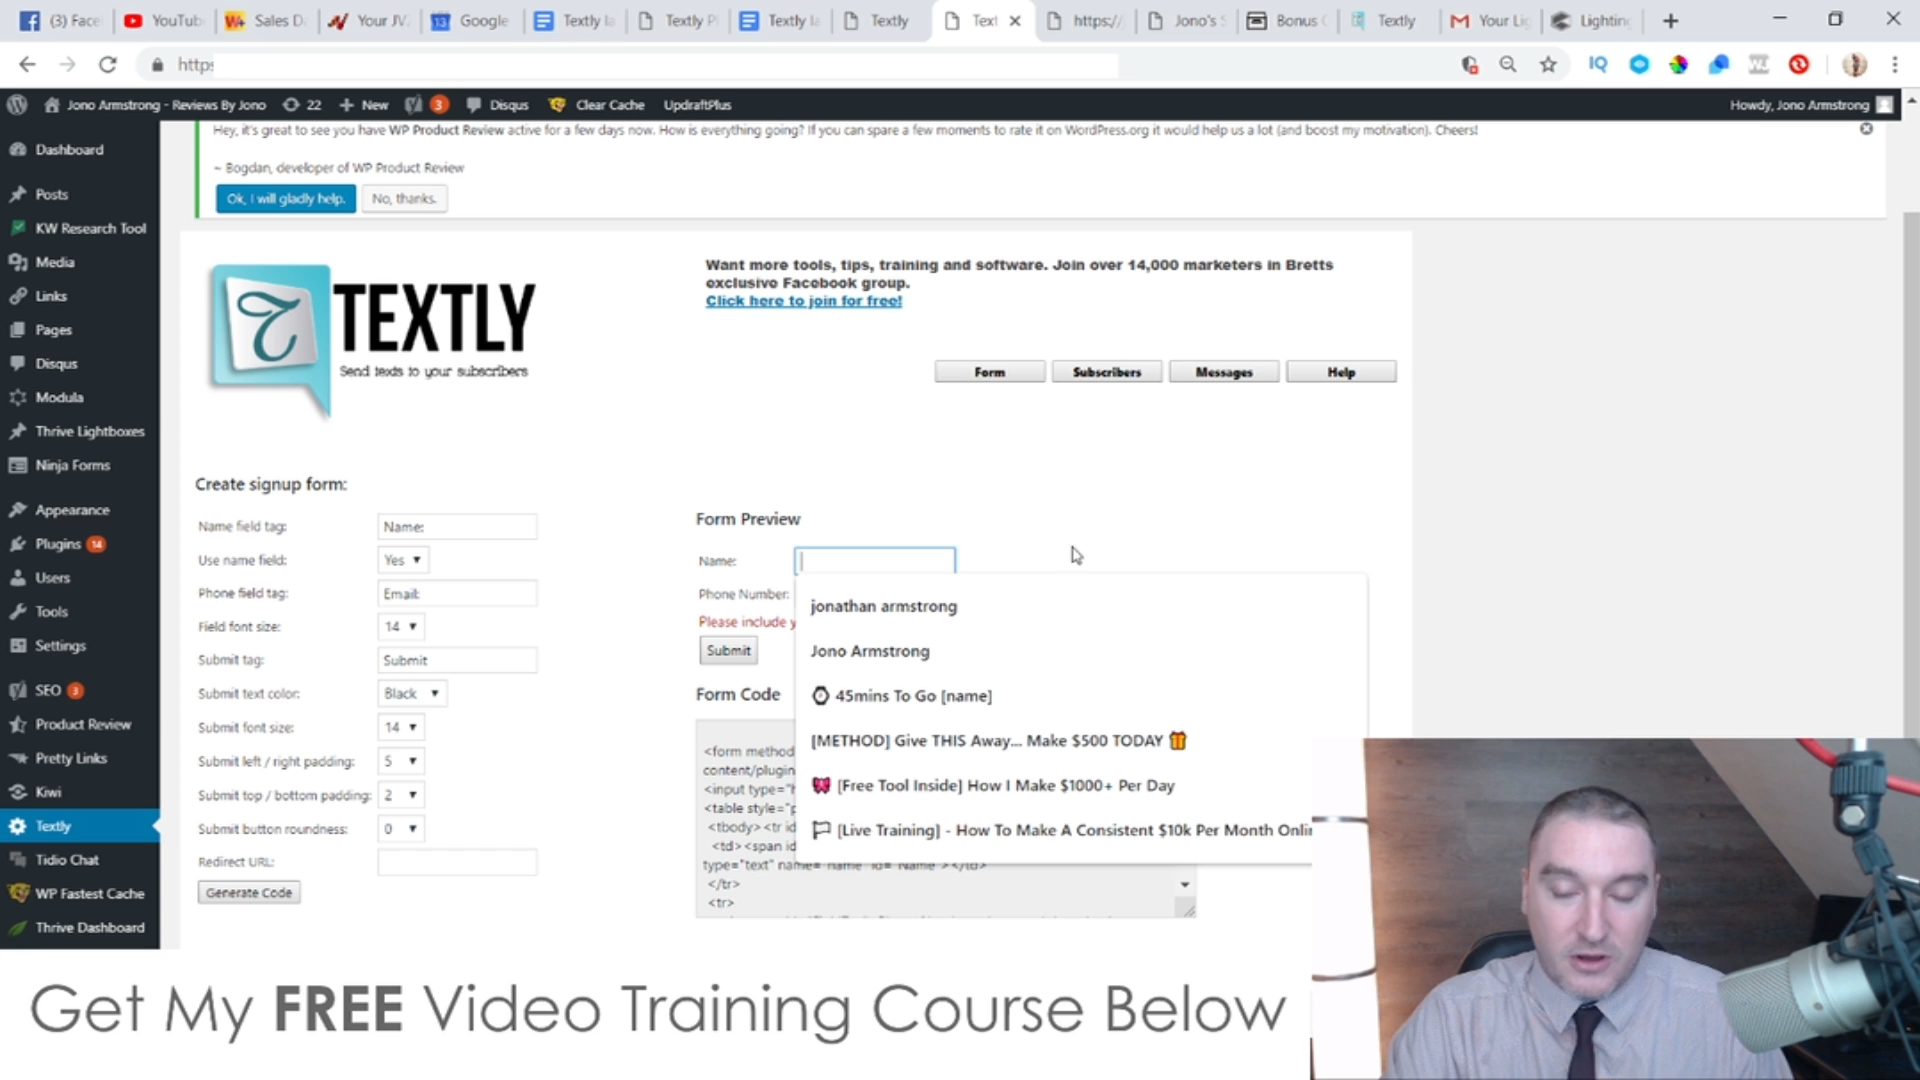 (3) Face
YouTub
W+ Sales D
Your JV
13 Google
Textly la
Textly P
Textly la
Textly
Text
https://
Jono's S
Bonus
Textly
Your Lig
Lighting
https
IQ
Jono Armstrong - Reviews By Jono
22
New
3
Disqus
Clear Cache
UpdraftPlus
Howdy, Jono Armstrong
Hey, it's great to see you have WP Product Review active for a few days now. How is everything going? If you can spare a few moments to rate it on WordPress.org it would help us a lot (and boost my motivation). Cheers!
~ Bogdan, developer of WP Product Review
Ok, I will gladly help.
No, thanks.
Dashboard
Posts
KW Research Tool
Media
Links
Pages
Disqus
Modula
Thrive Lightboxes
Ninja Forms
Appearance
Plugins 14
Users
Tools
Settings
SEO 3
Product Review
Pretty Links
Kiwi
Textly
Tidio Chat
WP Fastest Cache
Thrive Dashboard
TEXTLY
Send texts to your subscribers
Want more tools, tips, training and software. Join over 14,000 marketers in Bretts
exclusive Facebook group.
Click here to join for free!
Form
Subscribers
Messages
Help
Create signup form:
Name field tag: Name:
Use name field: Yes
Phone field tag: Email:
Field font size: 14
Submit tag: Submit
Submit text color: Black
Submit font size: 14
Submit left / right padding: 5
Submit top / bottom padding: 2
Submit button roundness: 0
Redirect URL:
Generate Code
Form Preview
Name:
Phone Number:
Please include y
Submit
jonathan armstrong
Jono Armstrong
45mins To Go [name]
[METHOD] Give THIS Away... Make $500 TODAY
[Free Tool Inside] How I Make $1000+ Per Day
[Live Training] - How To Make A Consistent $10k Per Month Onli
Form Code
<form method
content/plugin
<input type="h
<table style="p
<tbody><tr id
<td><span id
type="text" name="name" id="Name"></td>
</tr>
<tr>
Get My FREE Video Training Course Below